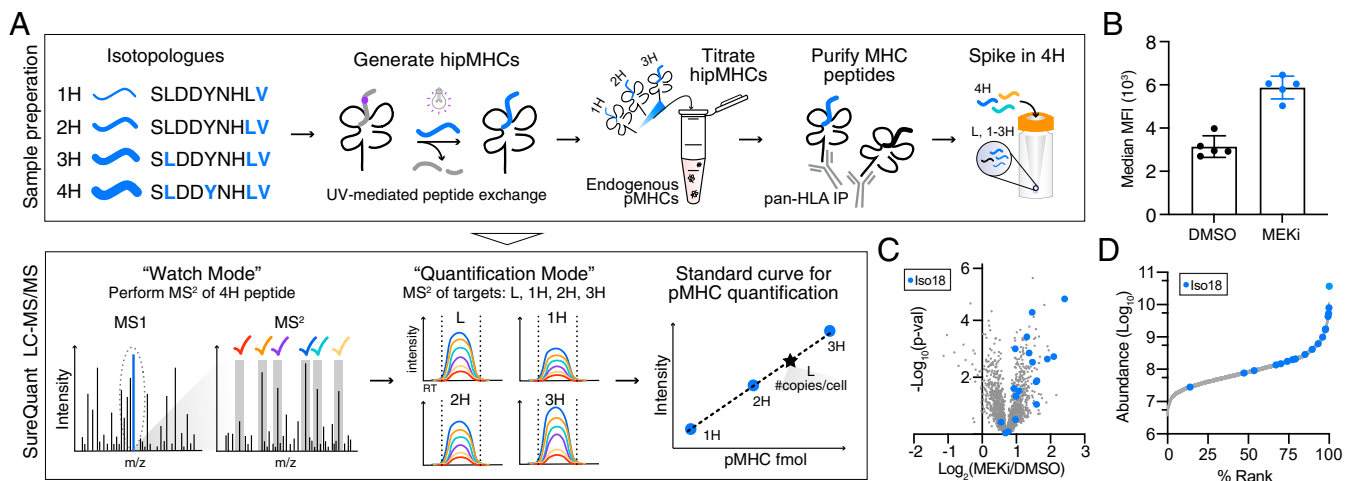 A
Sample preperation
Isotopologues
1H SLDDYNHLV
2H SLDDYNHLV
3H SLDDYNHLV
4H SLDDYNHLV
Generate hipMHCs
UV-mediated peptide exchange
Titrate
hipMHCs
1H
2H
3H
Endogenous
pMHCs
Purify MHC
peptides
pan-HLA IP
Spike in 4H
4H
L, 1-3H
SureQuant LC-MS/MS
“Watch Mode”
Perform MS² of 4H peptide
MS1
MS²
Intensity
m/z
m/z
“Quantification Mode”
MS² of targets: L, 1H, 2H, 3H
L
1H
intensity
RT
2H
3H
Standard curve for
pMHC quantification
Intensity
3H
L
#copies/cell
2H
1H
pMHC fmol
B
Median MFI (10³)
8
6
4
2
0
DMSO
MEKi
C
Iso18
-Log₁₀(p-val)
6
4
2
-2
-1
0
1
2
3
Log₂(MEKi/DMSO)
D
Iso18
Abundance (Log₁₀)
11
10
9
8
7
6
0
25
50
75
100
% Rank